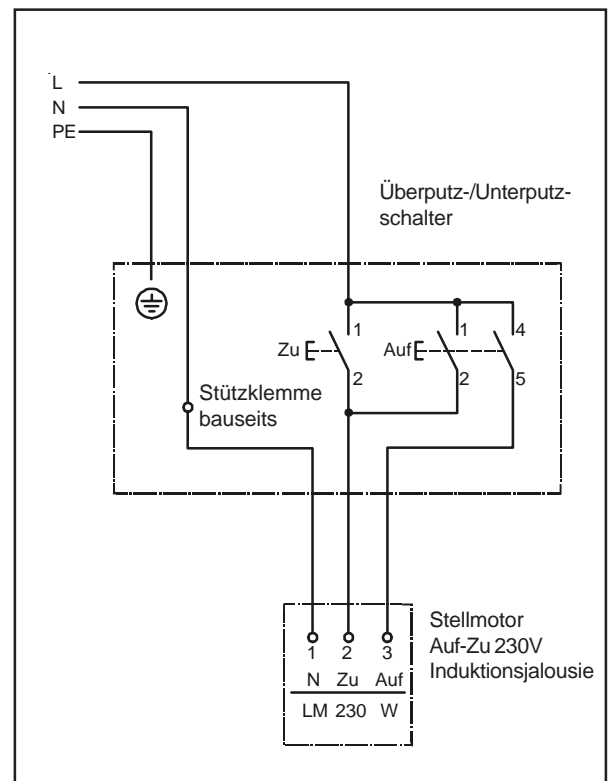 L
N
PE
Überputz-/Unterputz-
schalter
1 1 4
Zu Auf
2 2 5
Stützklemme
bauseits
Stellmotor
Auf-Zu 230V
Induktionsjalousie
1 2 3
N Zu Auf
LM 230 W